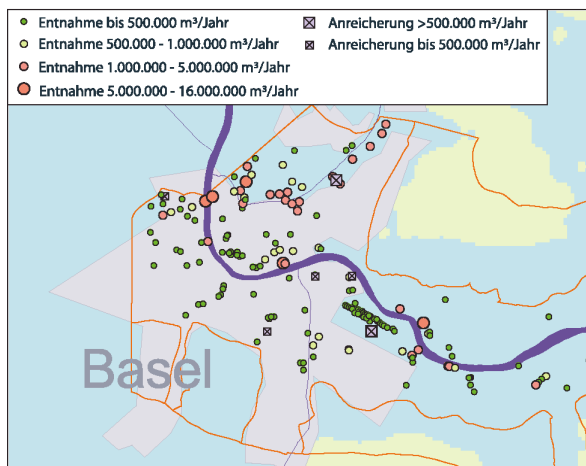 Entnahme bis 500.000 m³/Jahr
Entnahme 500.000 - 1.000.000 m³/Jahr
Entnahme 1.000.000 - 5.000.000 m³/Jahr
Entnahme 5.000.000 - 16.000.000 m³/Jahr
Anreicherung >500.000 m³/Jahr
Anreicherung bis 500.000 m³/Jahr
Basel